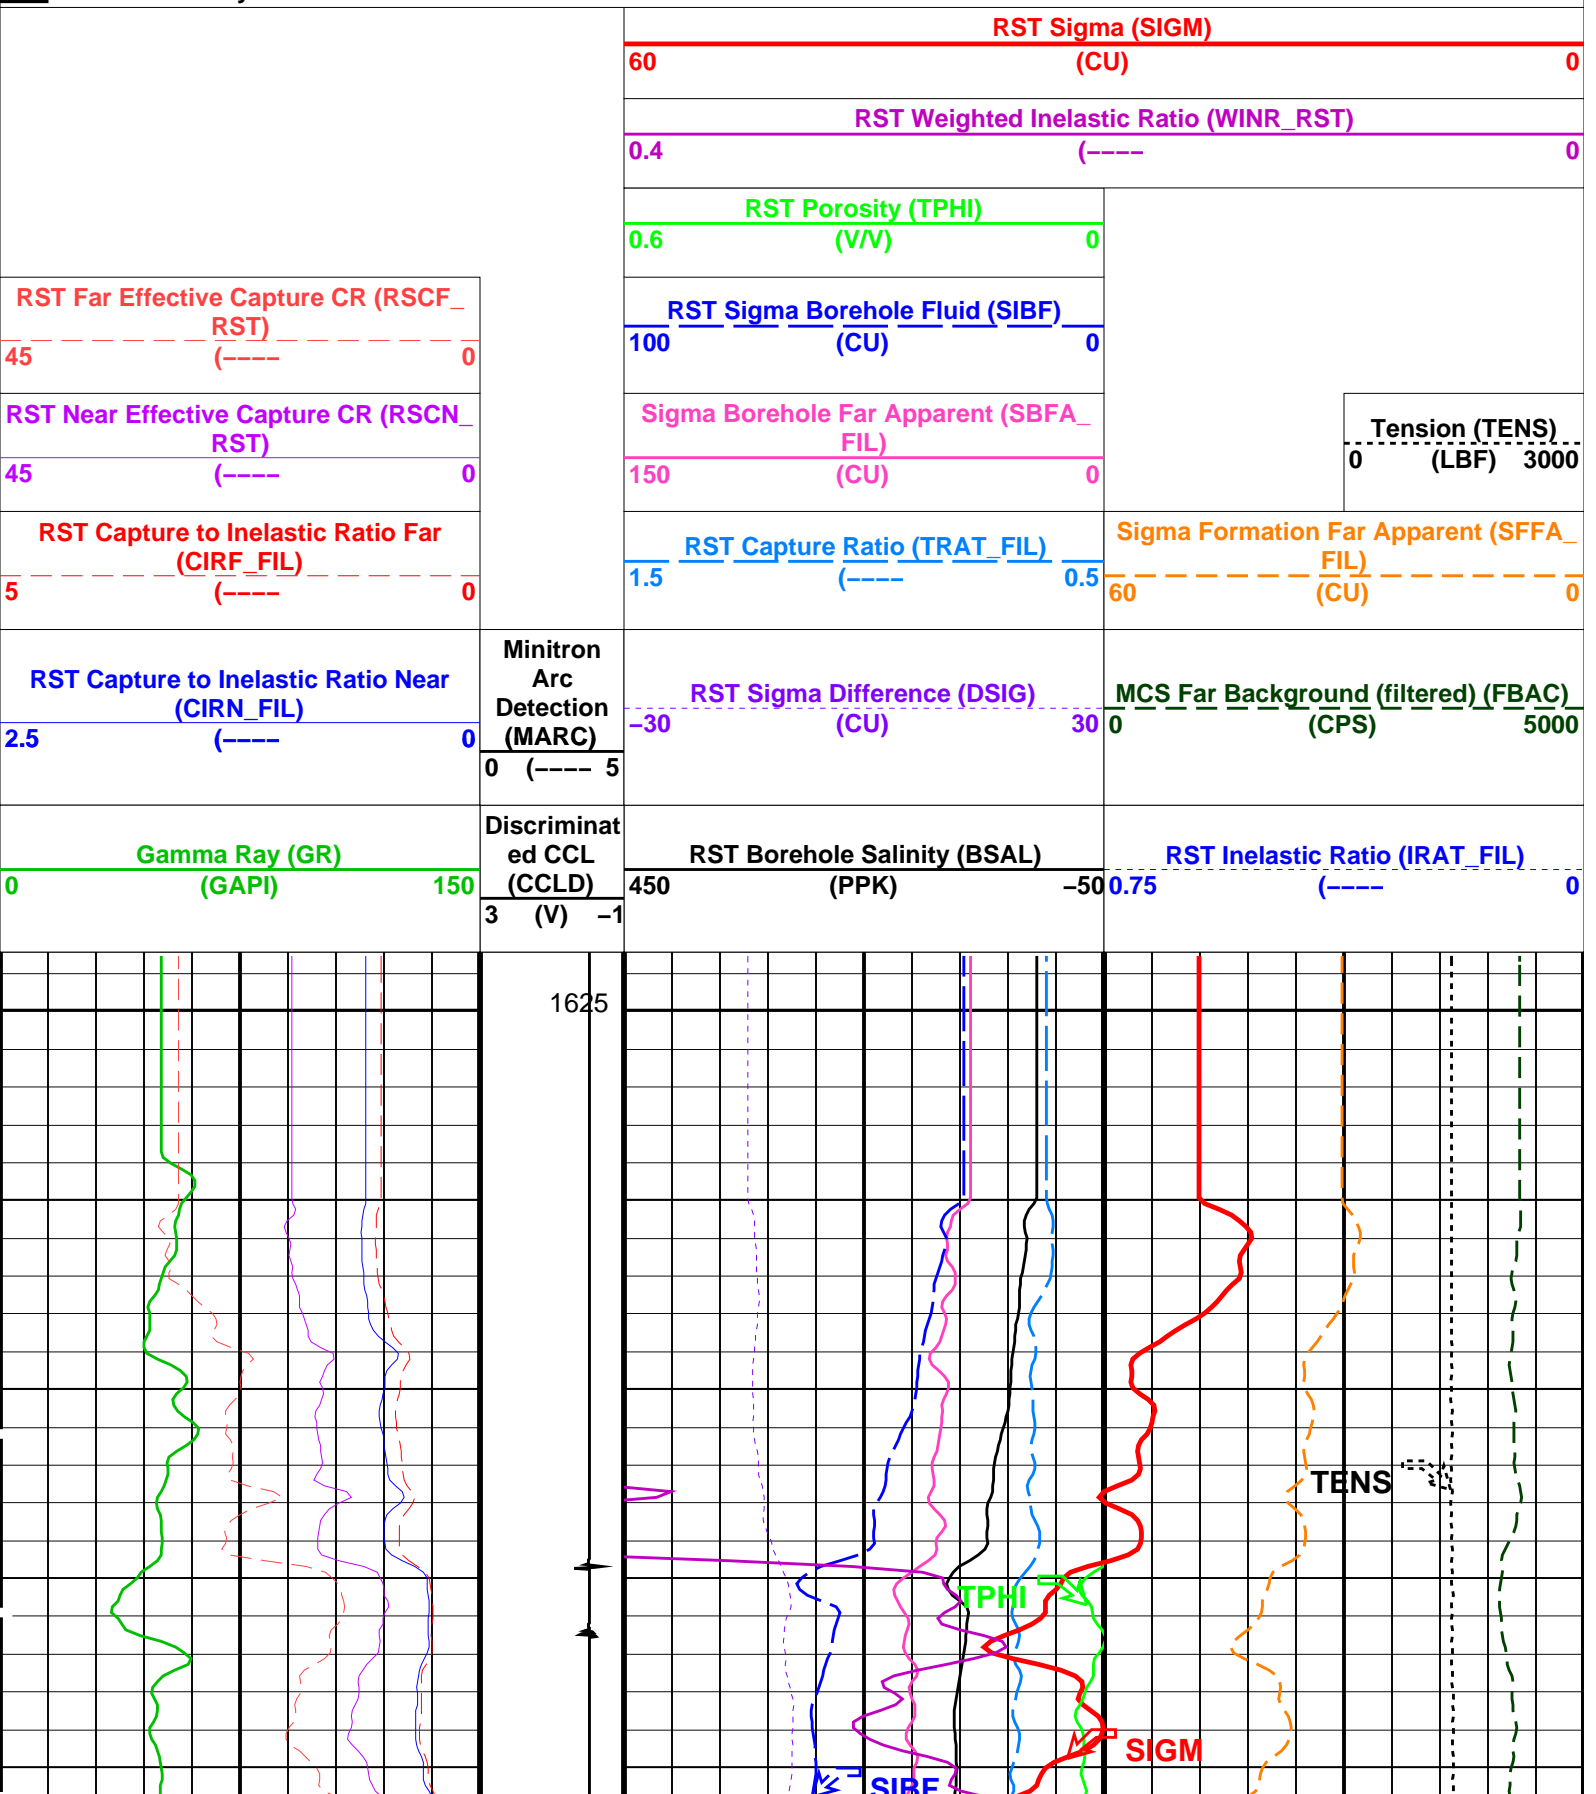 RST Sigma (SIGM)
60 (CU) 0
RST Weighted Inelastic Ratio (WINR_RST)
0.4 (---- 0
RST Porosity (TPHI)
0.6 (V/V) 0
RST Far Effective Capture CR (RSCF_
RST)
45 (---- 0
RST Sigma Borehole Fluid (SIBF)
100 (CU) 0
RST Near Effective Capture CR (RSCN_
RST)
45 (---- 0
Sigma Borehole Far Apparent (SBFA_
FIL)
150 (CU) 0
Tension (TENS)
0 (LBF) 3000
RST Capture to Inelastic Ratio Far
(CIRF_FIL)
5 (---- 0
RST Capture Ratio (TRAT_FIL)
1.5 (---- 0.5
Sigma Formation Far Apparent (SFFA_
FIL)
60 (CU) 0
RST Capture to Inelastic Ratio Near
(CIRN_FIL)
2.5 (---- 0
Minitron
Arc
Detection
(MARC)
0 (---- 5
RST Sigma Difference (DSIG)
-30 (CU) 30
MCS Far Background (filtered) (FBAC)
0 (CPS) 5000
Gamma Ray (GR)
0 (GAPI) 150
Discriminat
ed CCL
(CCLD)
3 (V) -1
RST Borehole Salinity (BSAL)
450 (PPK) -50
RST Inelastic Ratio (IRAT_FIL)
0.75 (---- 0
1625
TENS
TPHI
SIGM
SIBF